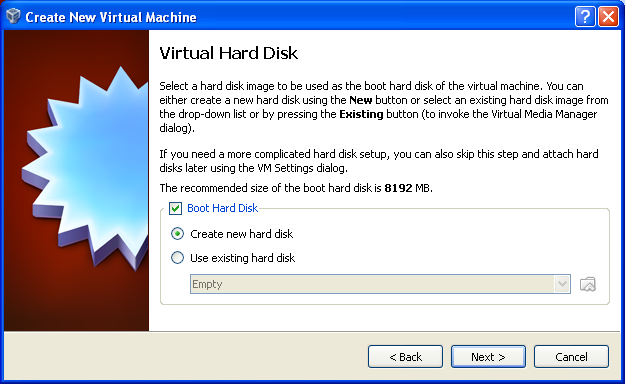 Create New Virtual Machine
Virtual Hard Disk
Select a hard disk image to be used as the boot hard disk of the virtual machine. You can
either create a new hard disk using the New button or select an existing hard disk image from
the drop-down list or by pressing the Existing button (to invoke the Virtual Media Manager
dialog).
If you need a more complicated hard disk setup, you can also skip this step and attach hard
disks later using the VM Settings dialog.
The recommended size of the boot hard disk is 8192 MB.
Boot Hard Disk
Create new hard disk
Use existing hard disk
Empty
< Back
Next >
Cancel